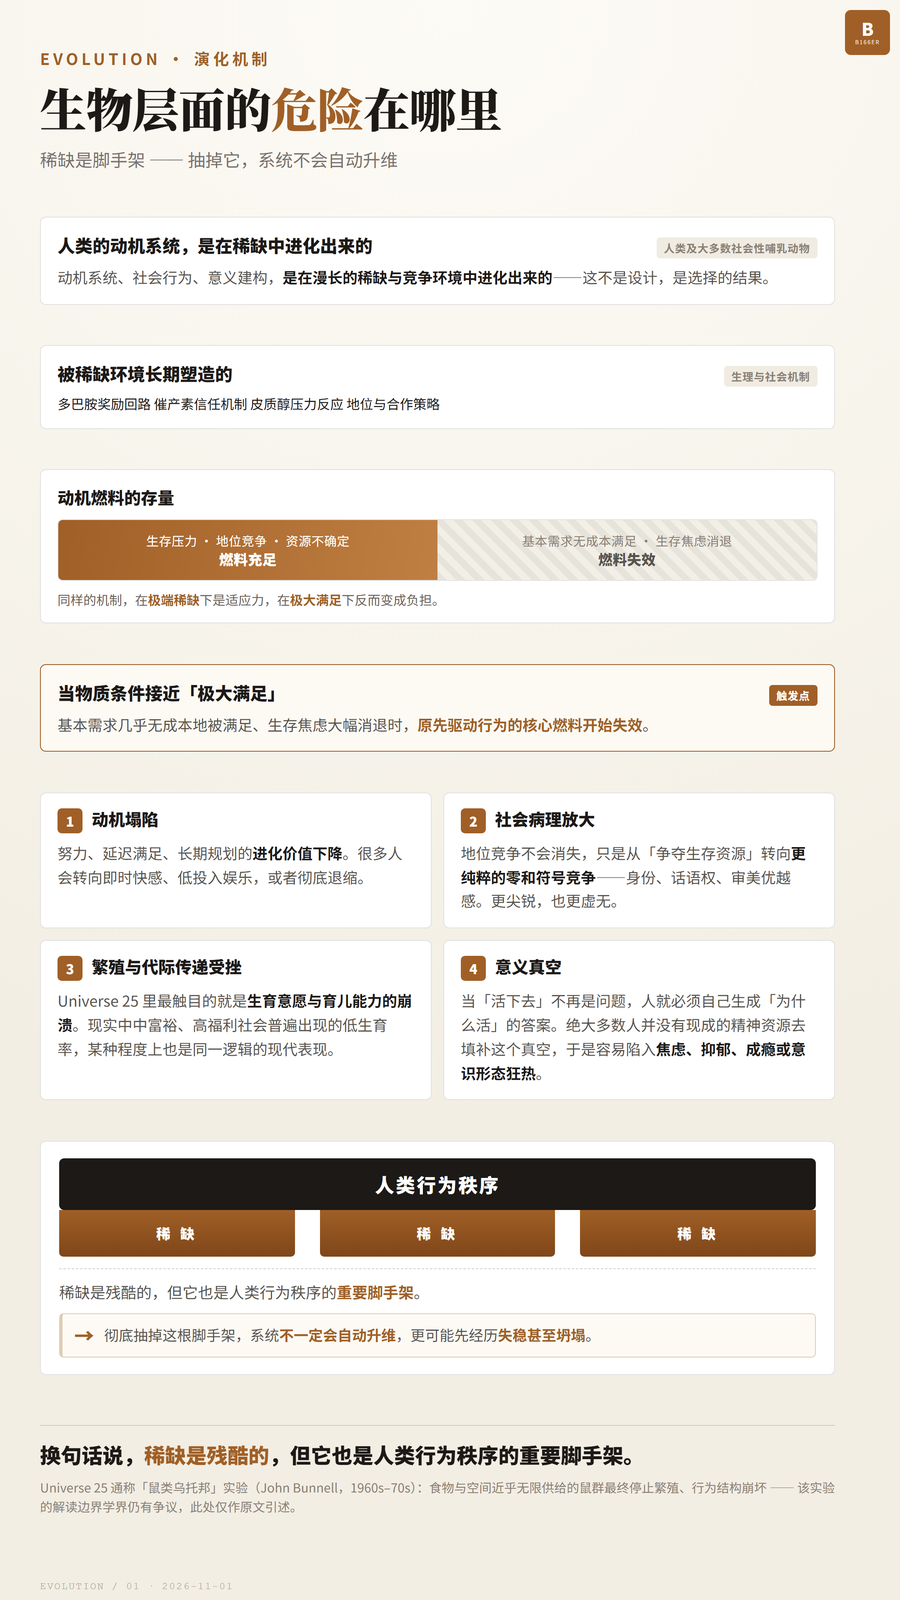 B
B166ER
EVOLUTION · 演化机制
生物层面的危险在哪里
稀缺是脚手架 —— 抽掉它，系统不会自动升维
人类的动机系统，是在稀缺中进化出来的
人类及大多数社会性哺乳动物
动机系统、社会行为、意义建构，是在漫长的稀缺与竞争环境中进化出来的——这不是设计，是选择的结果。
被稀缺环境长期塑造的
生理与社会机制
多巴胺奖励回路 催产素信任机制 皮质醇压力反应 地位与合作策略
动机燃料的存量
生存压力 · 地位竞争 · 资源不确定
燃料充足
基本需求无成本满足 · 生存焦虑消退
燃料失效
同样的机制，在极端稀缺下是适应力，在极大满足下反而变成负担。
当物质条件接近「极大满足」
触发点
基本需求几乎无成本地被满足、生存焦虑大幅消退时，原先驱动行为的核心燃料开始失效。
1 动机塌陷
努力、延迟满足、长期规划的进化价值下降。很多人
会转向即时快感、低投入娱乐，或者彻底退缩。
2 社会病理放大
地位竞争不会消失，只是从「争夺生存资源」转向更
纯粹的零和符号竞争——身份、话语权、审美优越
感。更尖锐，也更虚无。
3 繁殖与代际传递受挫
Universe 25 里最触目的就是生育意愿与育儿能力的崩
溃。现实中中富裕、高福利社会普遍出现的低生育
率，某种程度上也是同一逻辑的现代表现。
4 意义真空
当「活下去」不再是问题，人就必须自己生成「为什
么活」的答案。绝大多数人并没有现成的精神资源去
填补这个真空，于是容易陷入焦虑、抑郁、成瘾或意
识形态狂热。
人类行为秩序
稀 缺
稀 缺
稀 缺
稀缺是残酷的，但它也是人类行为秩序的重要脚手架。
→ 彻底抽掉这根脚手架，系统不一定会自动升维，更可能先经历失稳甚至坍塌。
换句话说，稀缺是残酷的，但它也是人类行为秩序的重要脚手架。
Universe 25 通称「鼠类乌托邦」实验（John Bunnell，1960s–70s）：食物与空间近乎无限供给的鼠群最终停止繁殖、行为结构崩坏 —— 该实验
的解读边界学界仍有争议，此处仅作原文引述。
EVOLUTION / 01 · 2026-11-01